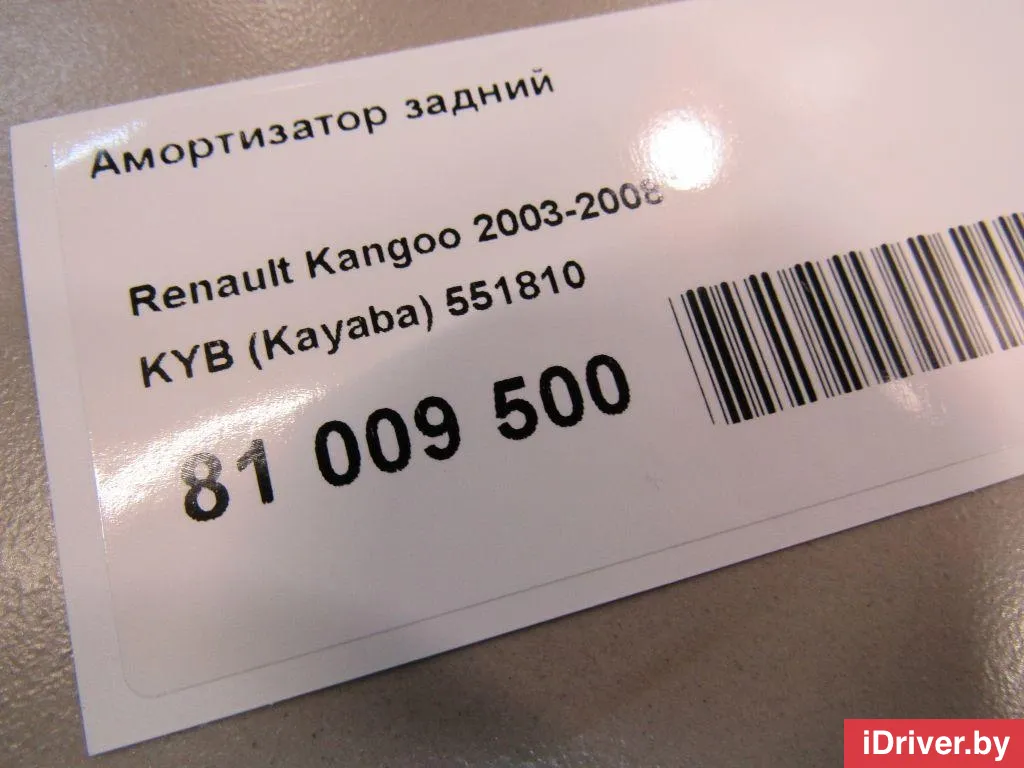 Амортизатор задний
Renault Kangoo 2003-2008
KYB (Kayaba) 551810
81 009 500
iDriver.by